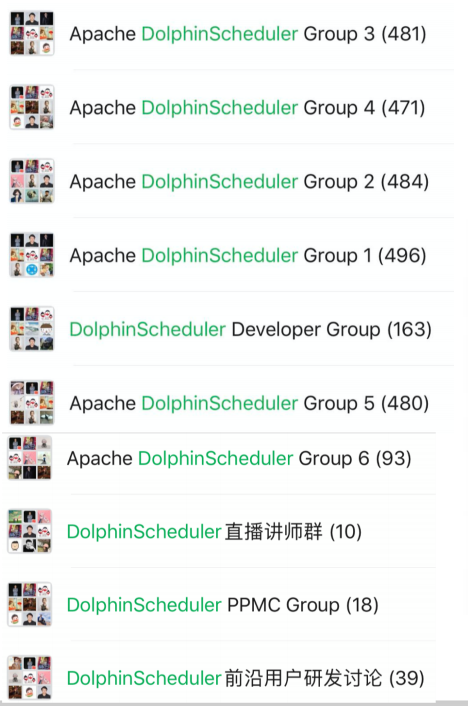 Apache DolphinScheduler Group 3 (481)
Apache DolphinScheduler Group 4 (471)
Apache DolphinScheduler Group 2 (484)
Apache DolphinScheduler Group 1 (496)
DolphinScheduler Developer Group (163)
Apache DolphinScheduler Group 5 (480)
Apache DolphinScheduler Group 6 (93)
DolphinScheduler直播讲师群 (10)
DolphinScheduler PPMC Group (18)
DolphinScheduler前沿用户研发讨论 (39)